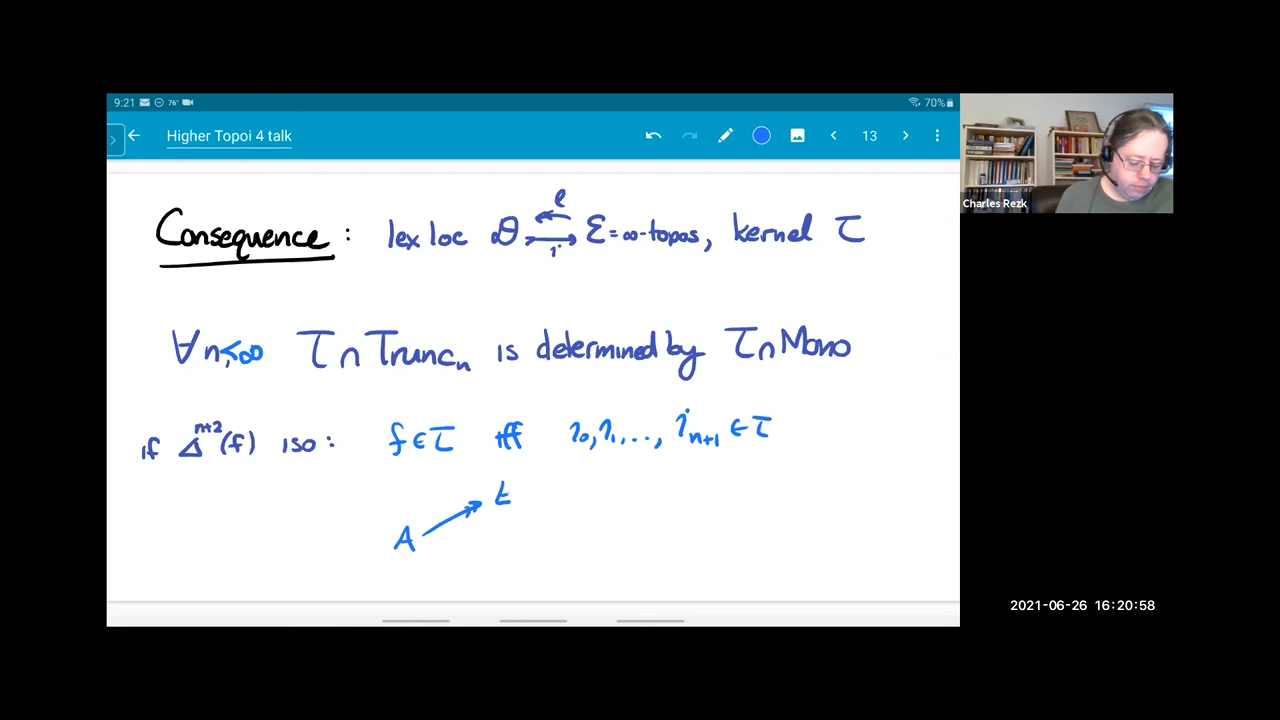 9:21 76° 70%
Higher Topoi 4 talk 13
Charles Rezk
Consequence: lex loc 𝓓 ⇄ ℰ = ∞-topos, kernel τ
l
i
∀n<∞ τ∩Trunc_n is determined by τ∩Mono
if Δ^{n+2}(f) iso: f∈τ iff i_0, i_1, ..., i_{n+1} ∈ τ
A ↠ E
2021-06-26 16:20:58